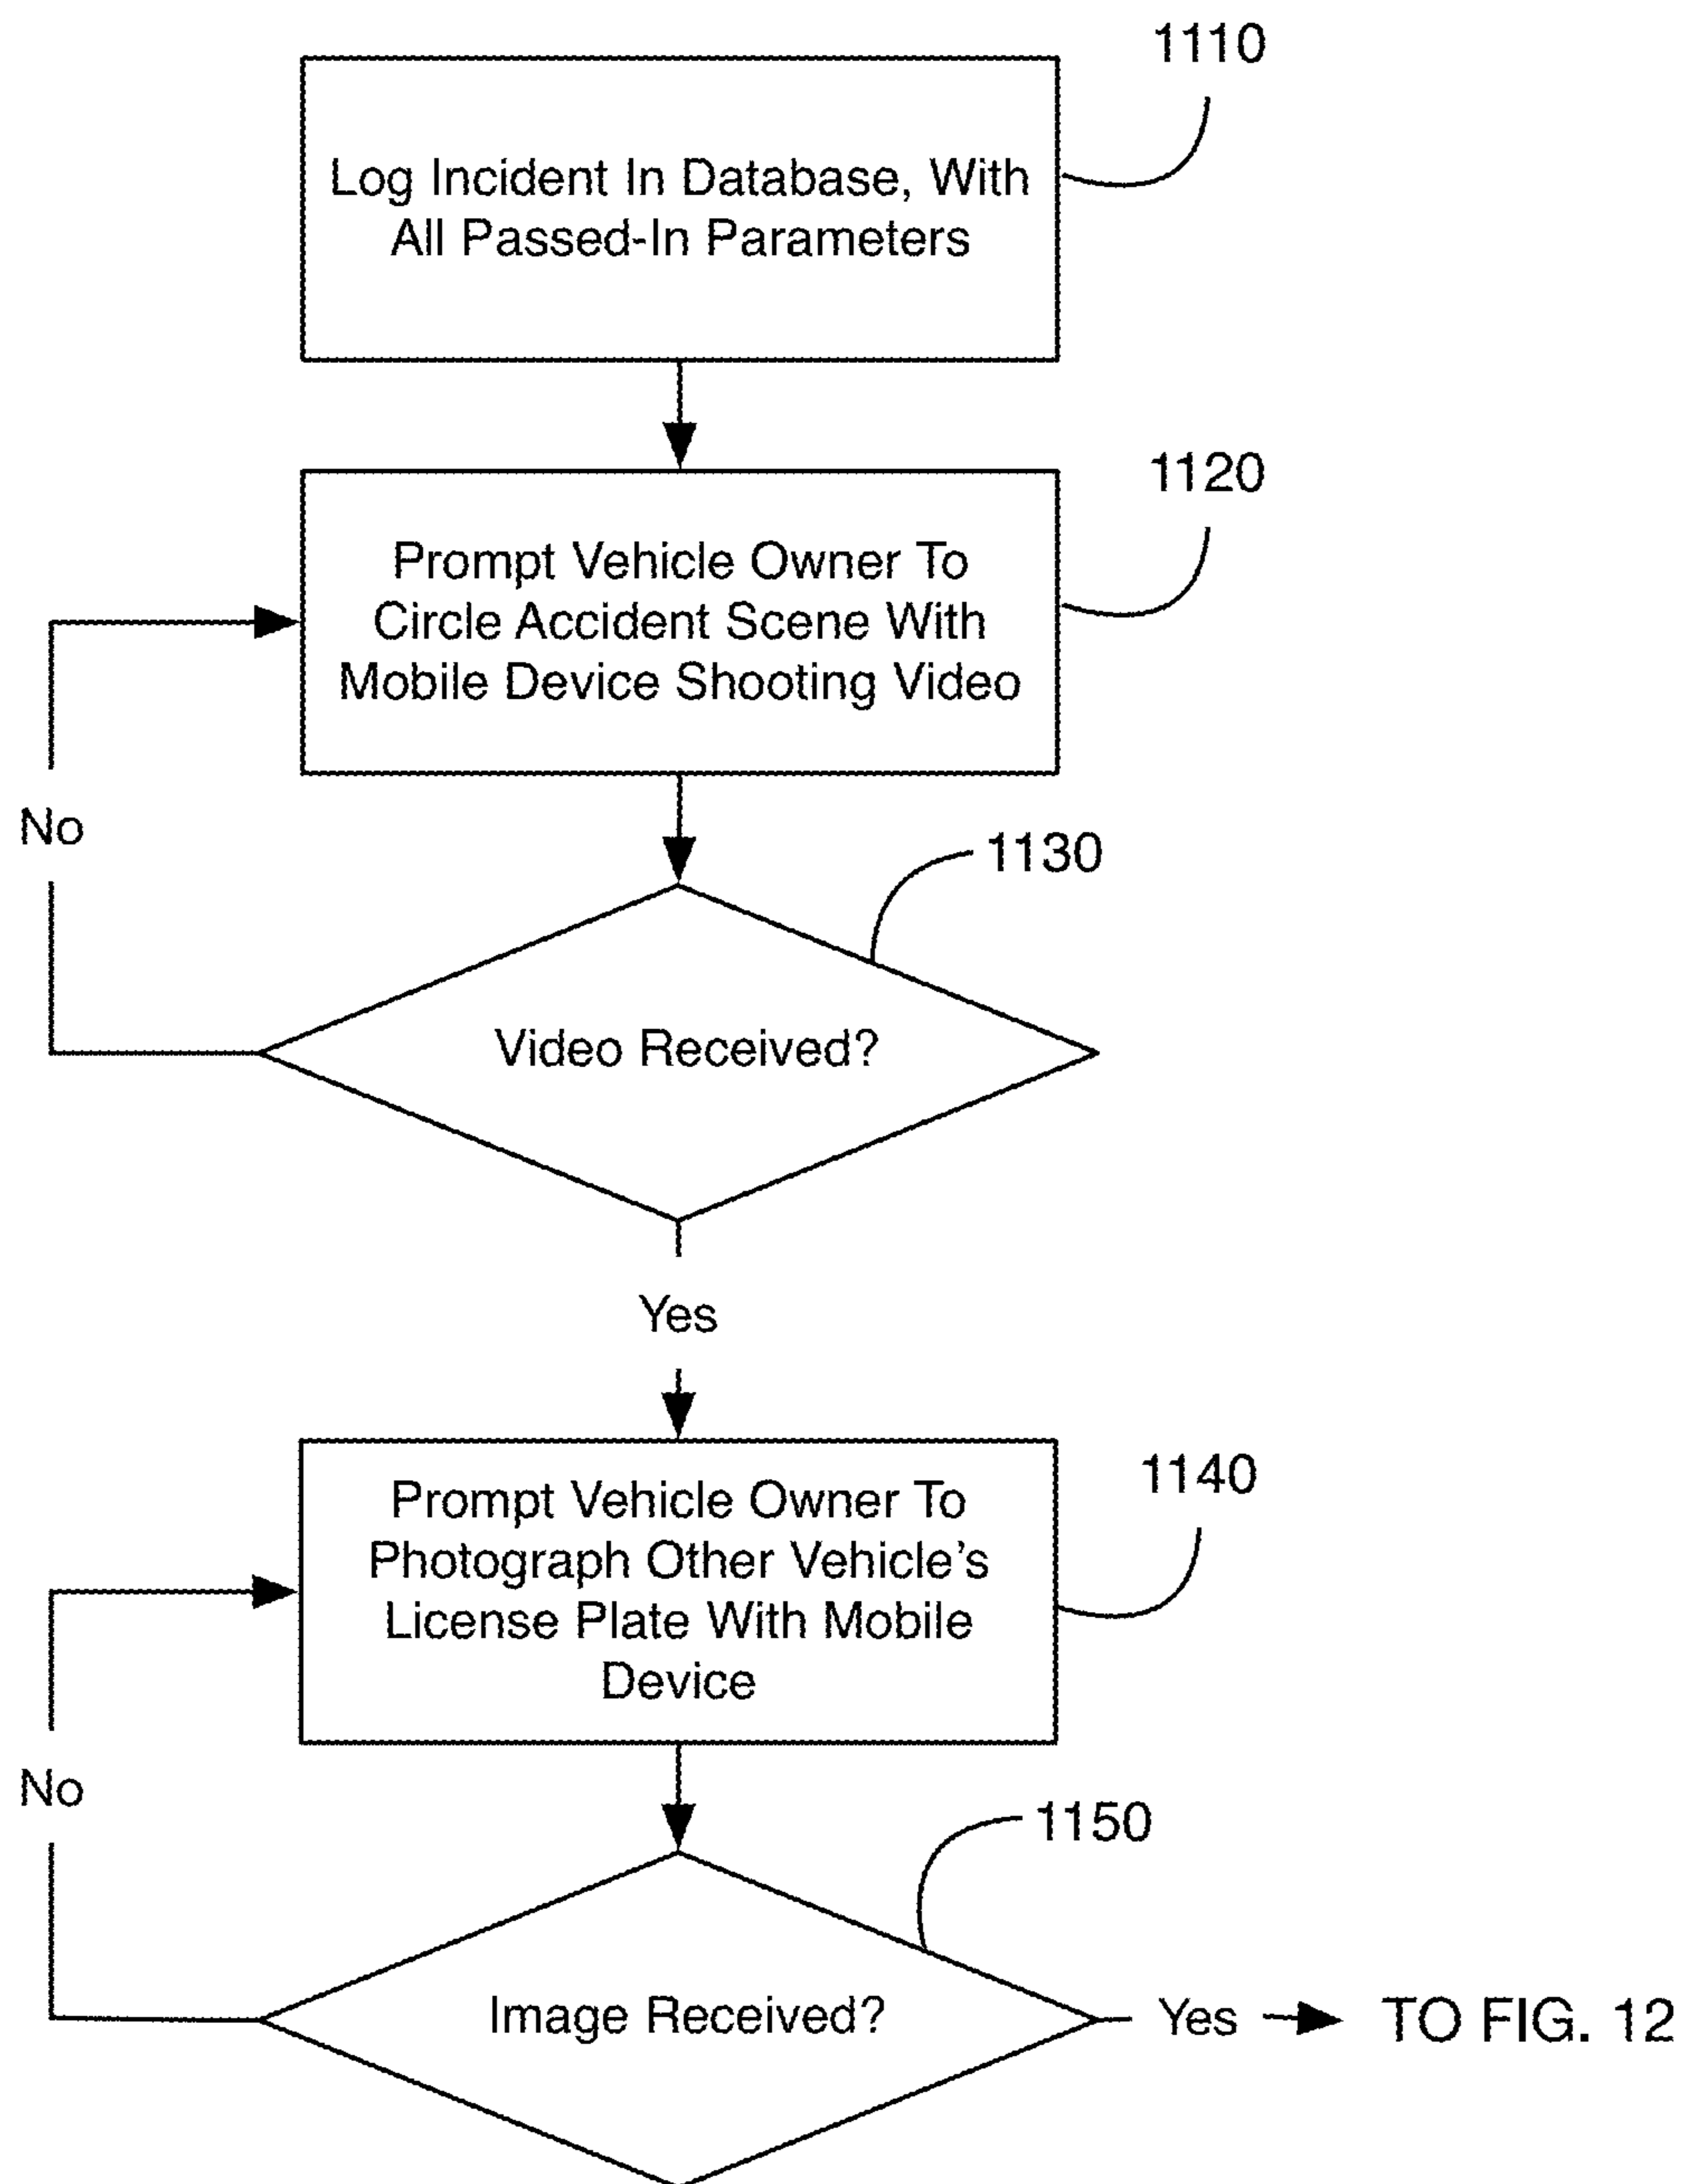 1110
Log Incident In Database, With
All Passed-In Parameters
1120
Prompt Vehicle Owner To
Circle Accident Scene With
Mobile Device Shooting Video
No
1130
Video Received?
Yes
1140
Prompt Vehicle Owner To
Photograph Other Vehicle’s
License Plate With Mobile
Device
No
1150
Image Received?
Yes
TO FIG. 12